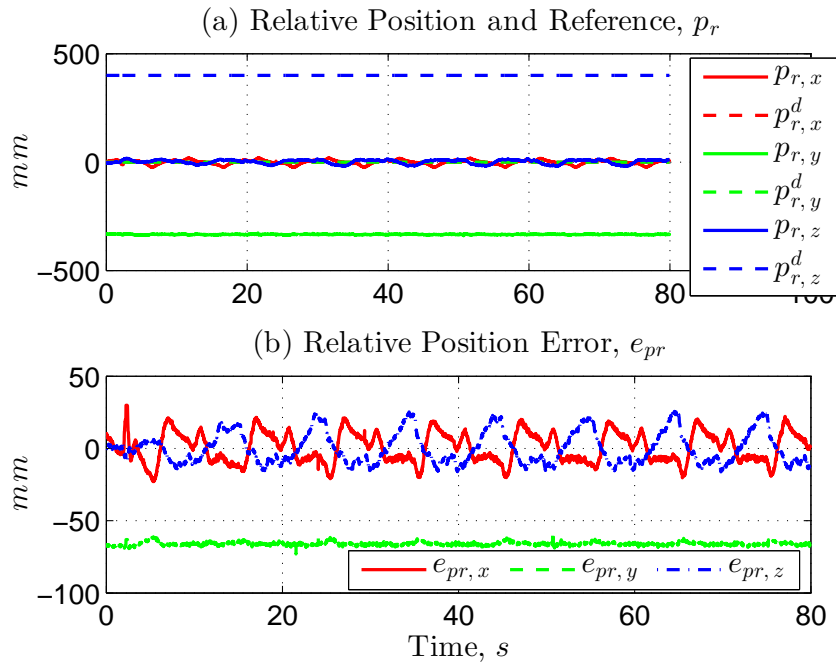 (a) Relative Position and Reference, p_r
500
0
−500
mm
0 20 40 60 80 100
p_{r, x}
p^d_{r, x}
p_{r, y}
p^d_{r, y}
p_{r, z}
p^d_{r, z}
(b) Relative Position Error, e_{pr}
50
0
−50
−100
mm
e_{pr, x} e_{pr, y} e_{pr, z}
0 20 40 60 80
Time, s